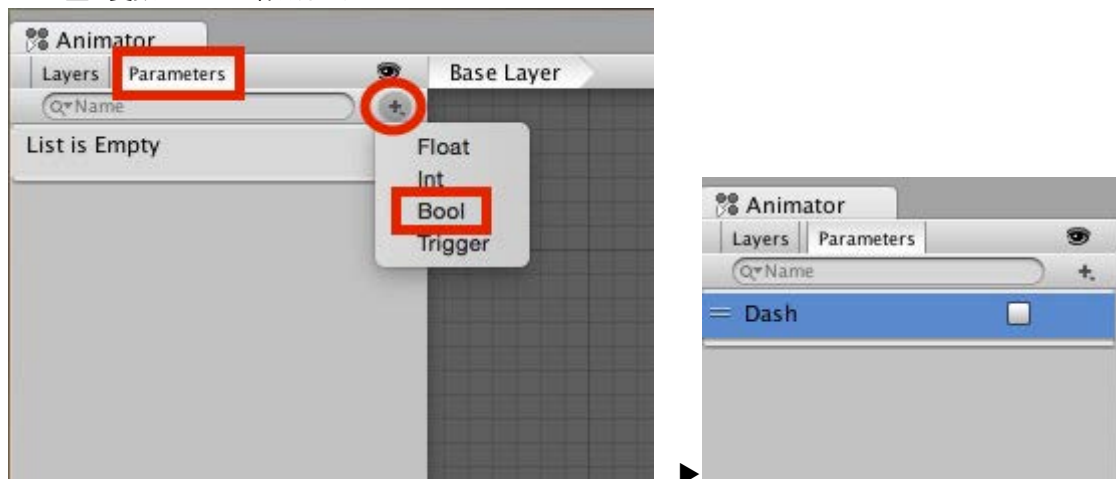 Animator
Layers Parameters Base Layer
Name
List is Empty
Float
Int
Bool
Trigger
Animator
Layers Parameters
Name
Dash